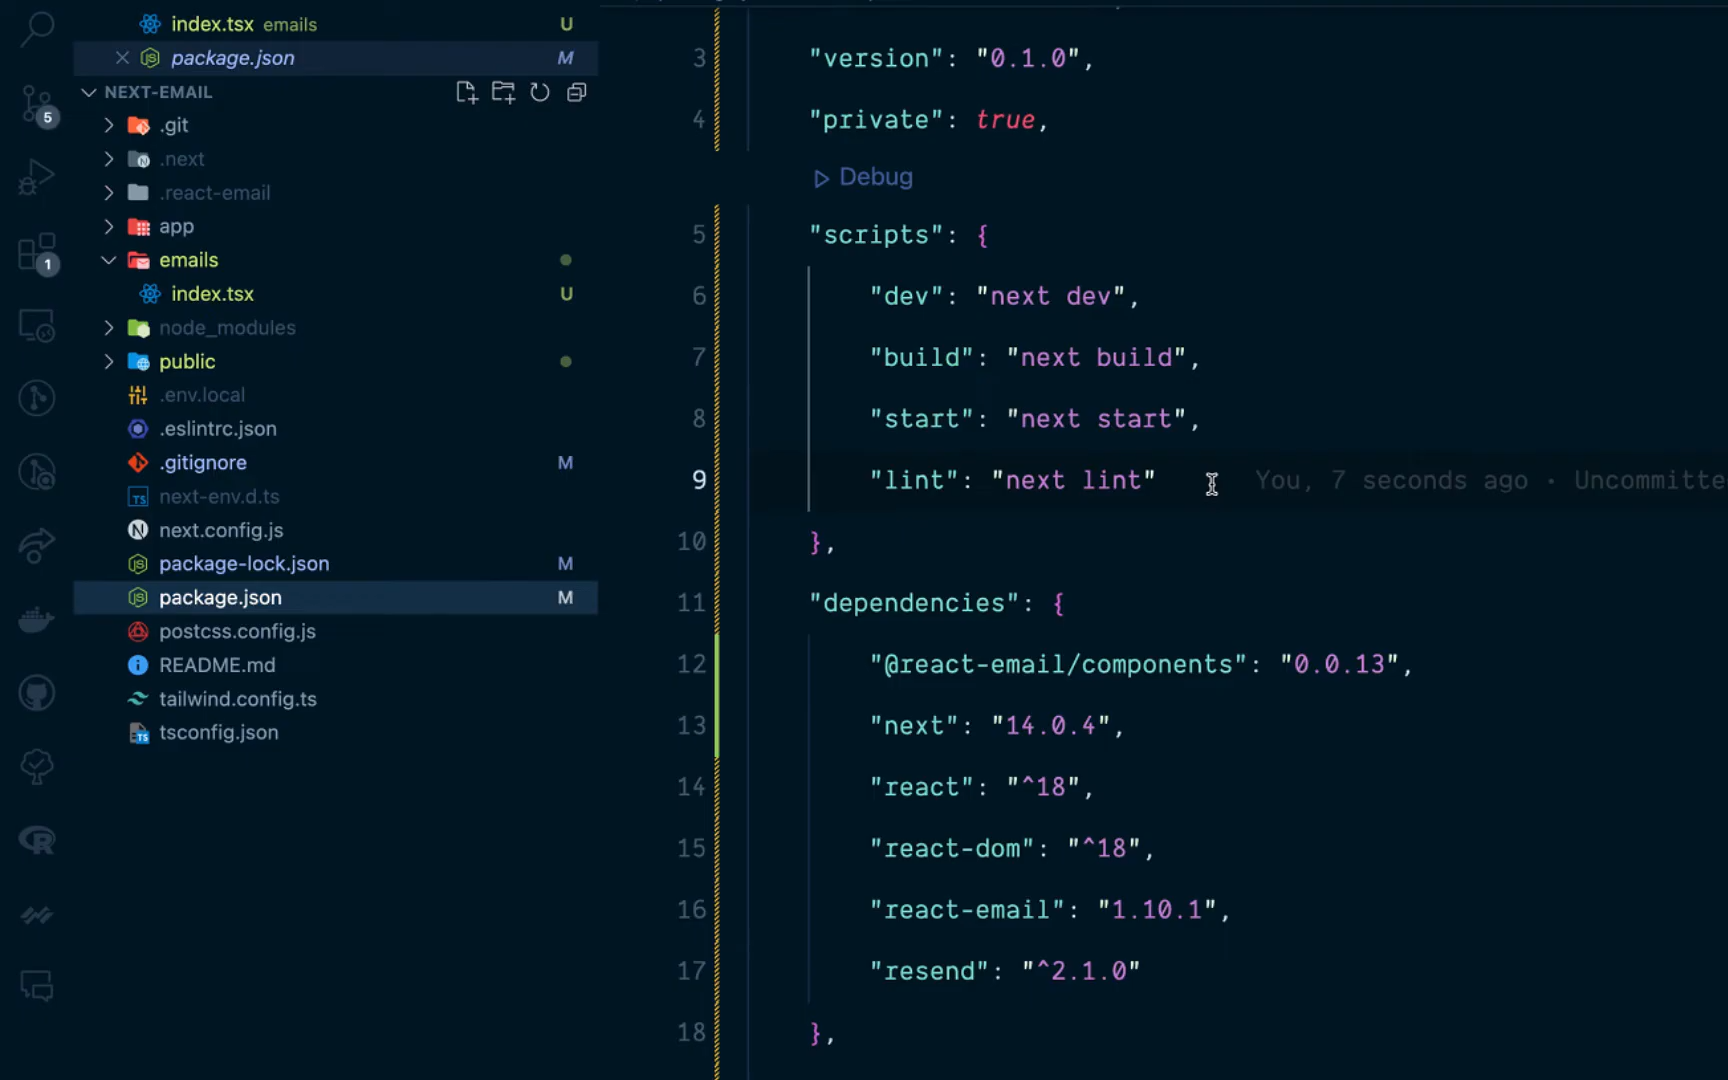 index.tsx emails U
package.json M
NEXT-EMAIL
5
.git
.next
.react-email
app
1
emails
index.tsx U
node_modules
public
.env.local
.eslintrc.json
.gitignore M
next-env.d.ts
next.config.js
package-lock.json M
package.json M
postcss.config.js
README.md
tailwind.config.ts
tsconfig.json
3 "version": "0.1.0",
4 "private": true,
Debug
5 "scripts": {
6 "dev": "next dev",
7 "build": "next build",
8 "start": "next start",
9 "lint": "next lint" You, 7 seconds ago • Uncommitte
10 },
11 "dependencies": {
12 "@react-email/components": "0.0.13",
13 "next": "14.0.4",
14 "react": "^18",
15 "react-dom": "^18",
16 "react-email": "1.10.1",
17 "resend": "^2.1.0"
18 },